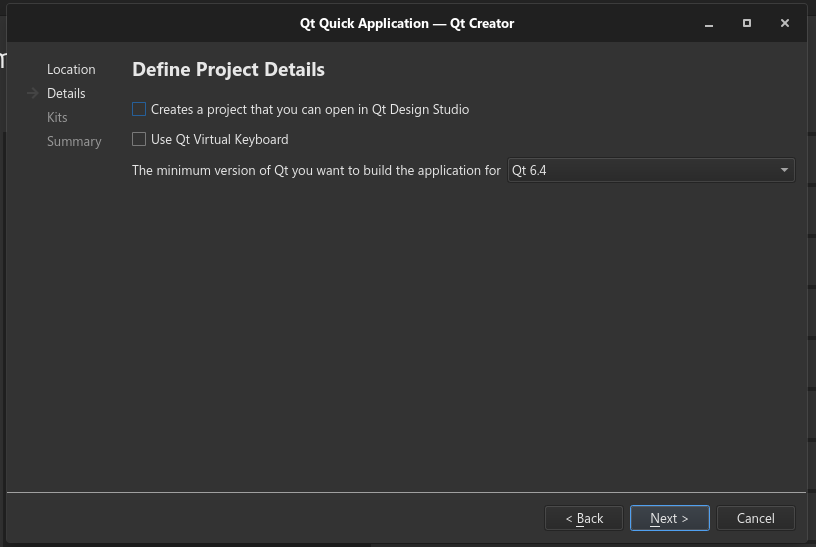 Qt Quick Application — Qt Creator
Location
Details
Kits
Summary
Define Project Details
Creates a project that you can open in Qt Design Studio
Use Qt Virtual Keyboard
The minimum version of Qt you want to build the application for Qt 6.4
< Back Next > Cancel